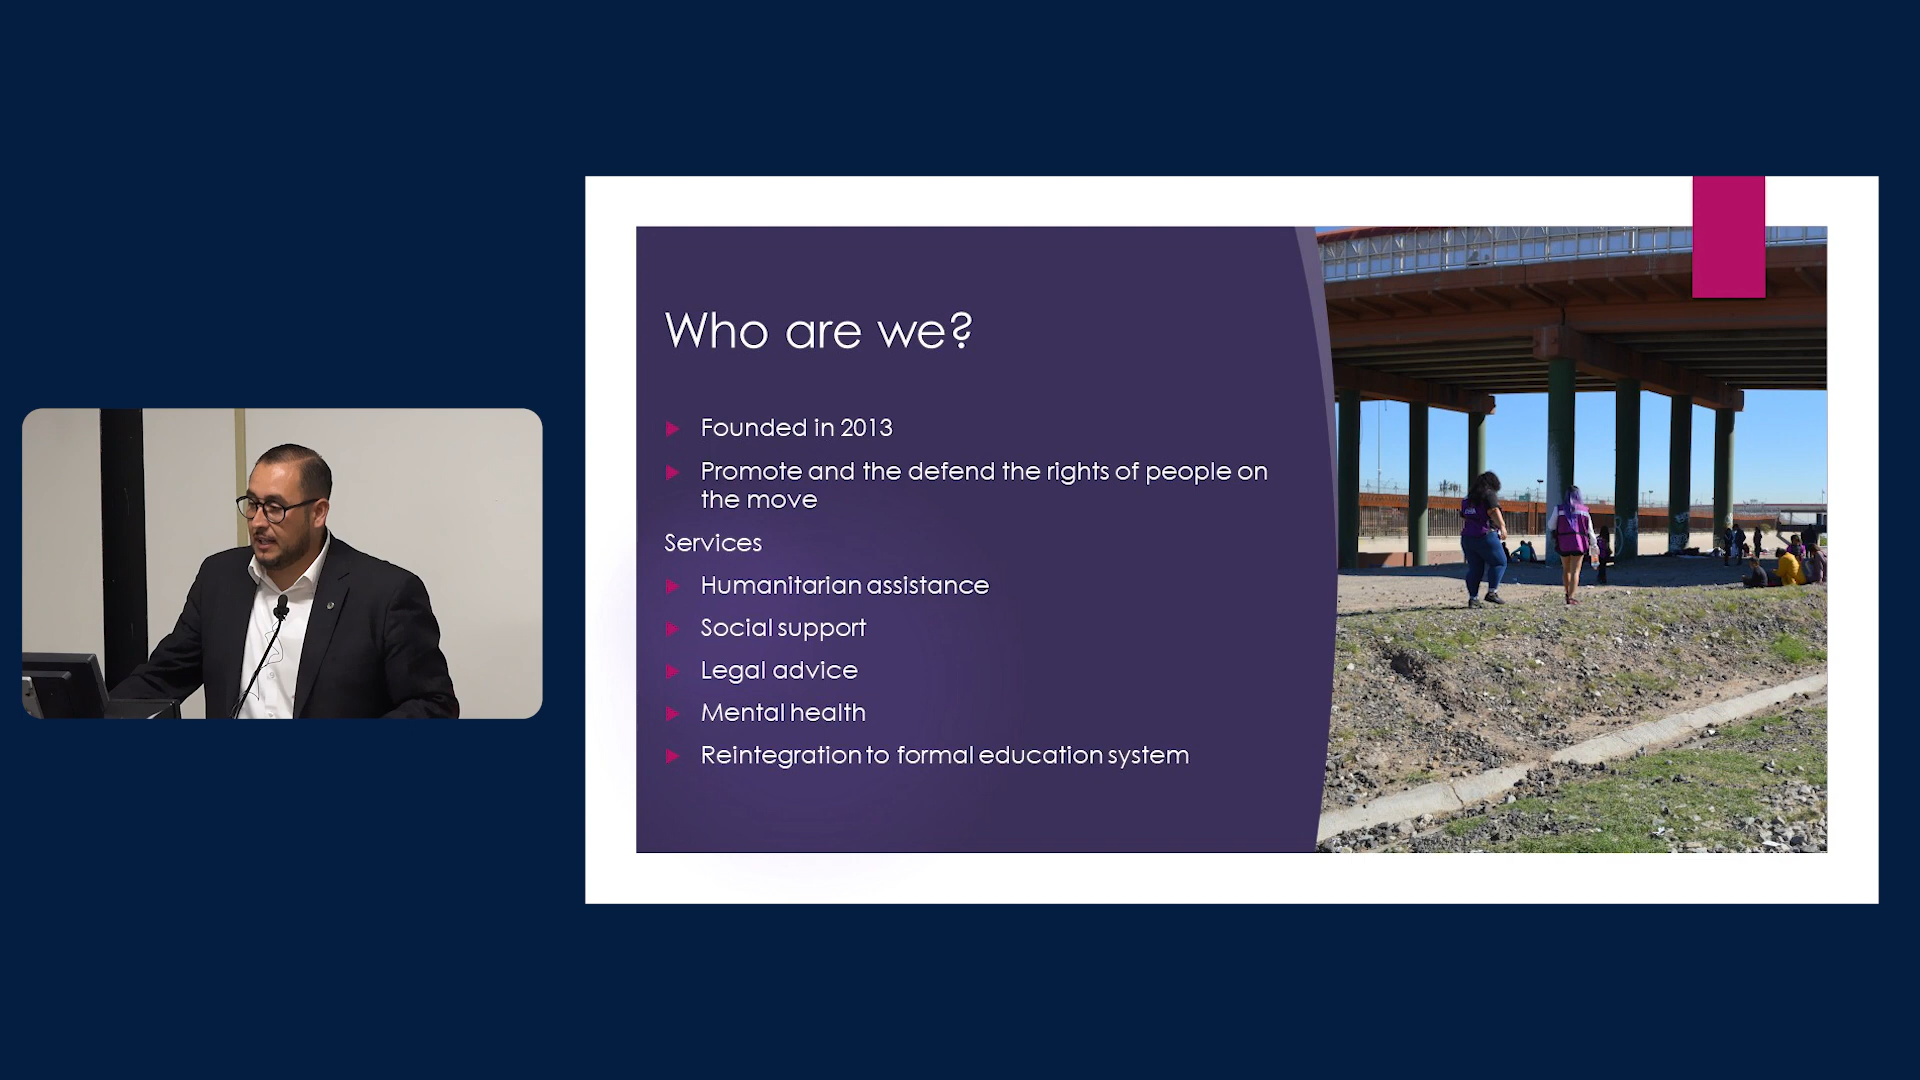 Who are we?
Founded in 2013
Promote and the defend the rights of people on
the move
Services
Humanitarian assistance
Social support
Legal advice
Mental health
Reintegration to formal education system